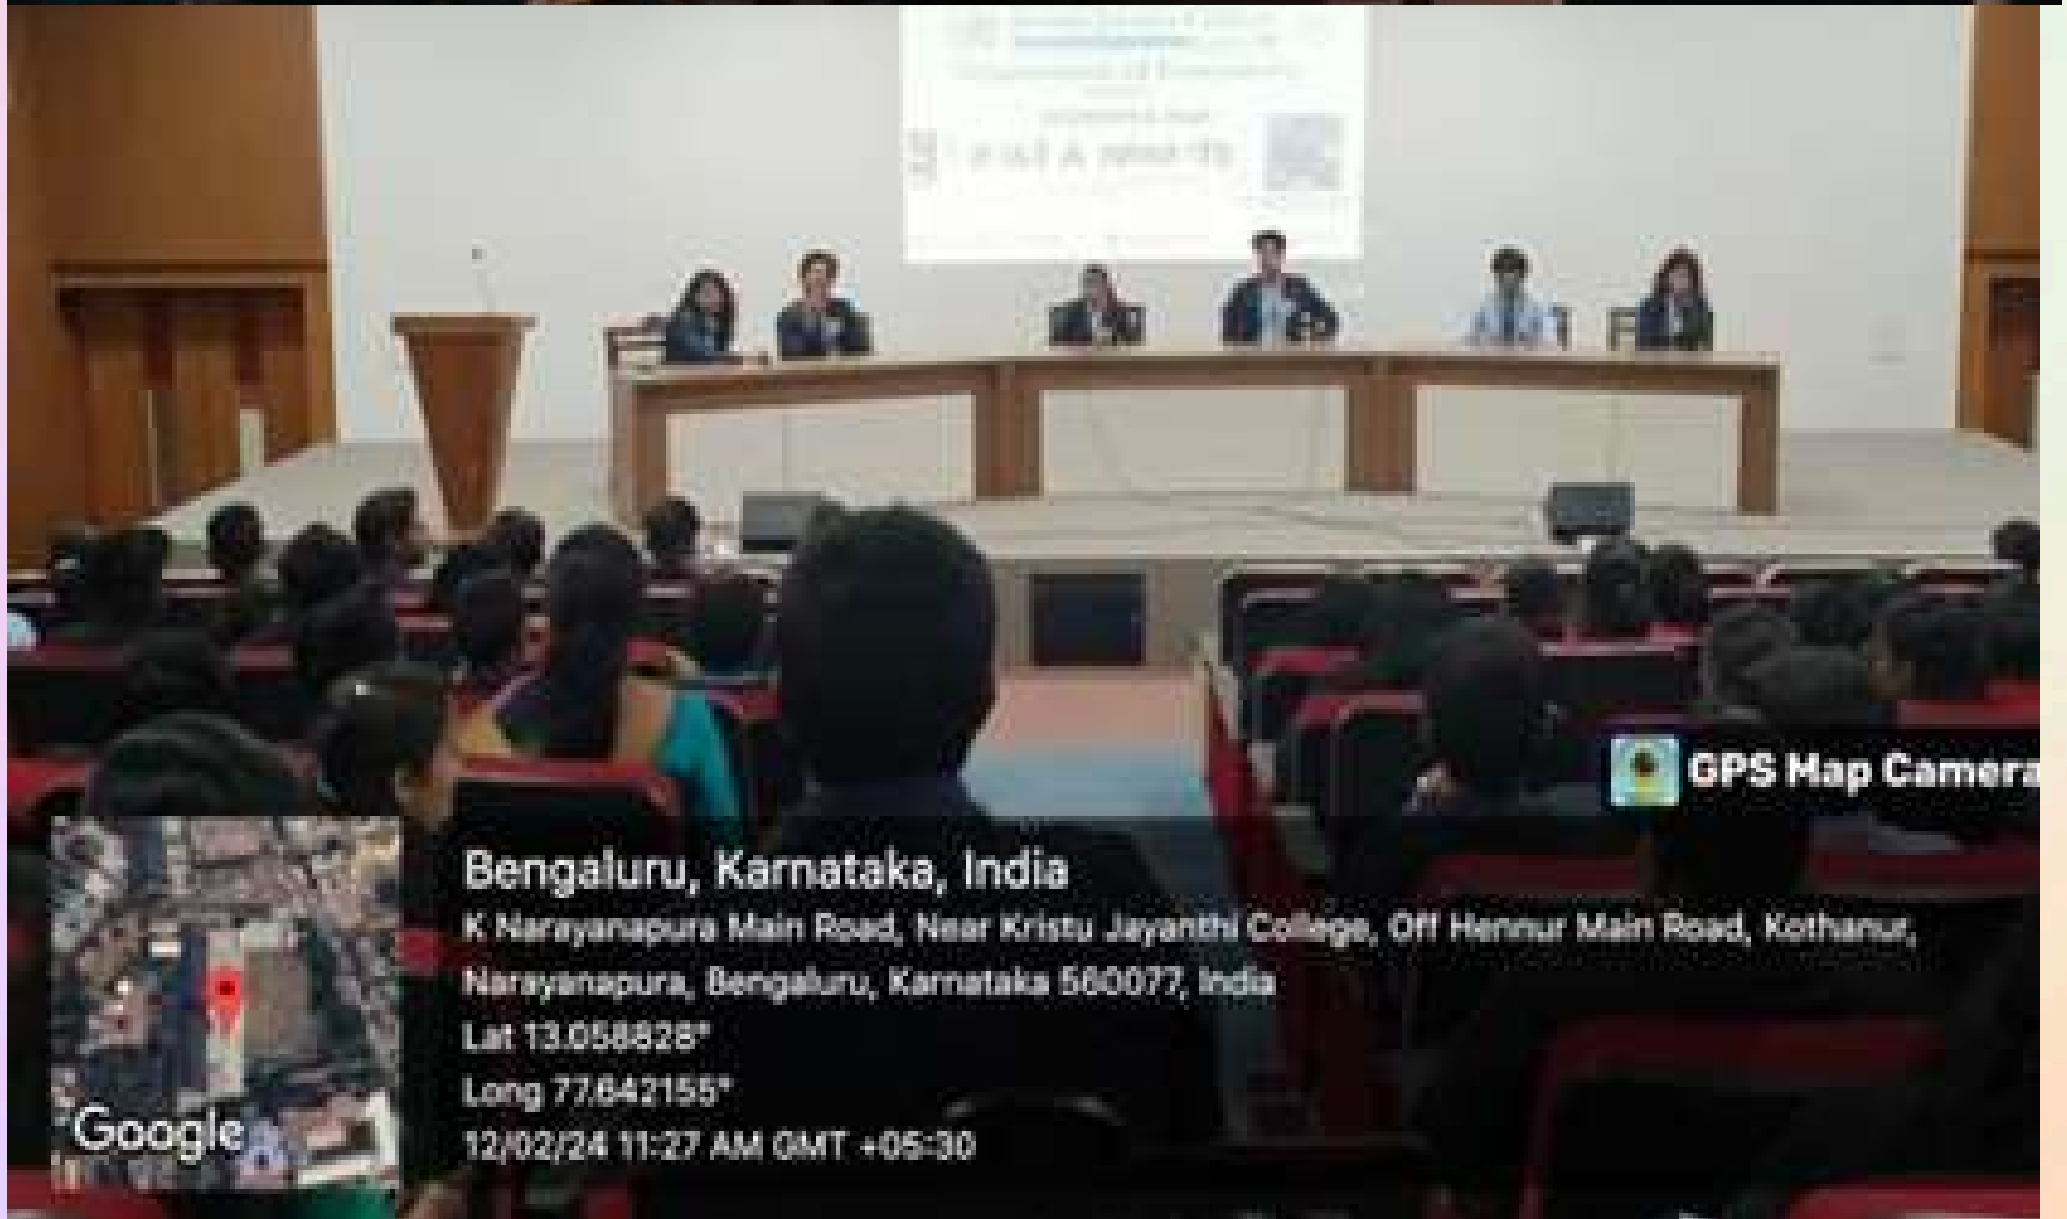 GPS Map Camera
Bengaluru, Karnataka, India
K Narayanapura Main Road, Near Kristu Jayanthi College, Off Hennur Main Road, Kothanur,
Narayanapura, Bengaluru, Karnataka 560077, India
Lat 13.058828°
Long 77.642155°
12/02/24 11:27 AM GMT +05:30
Google